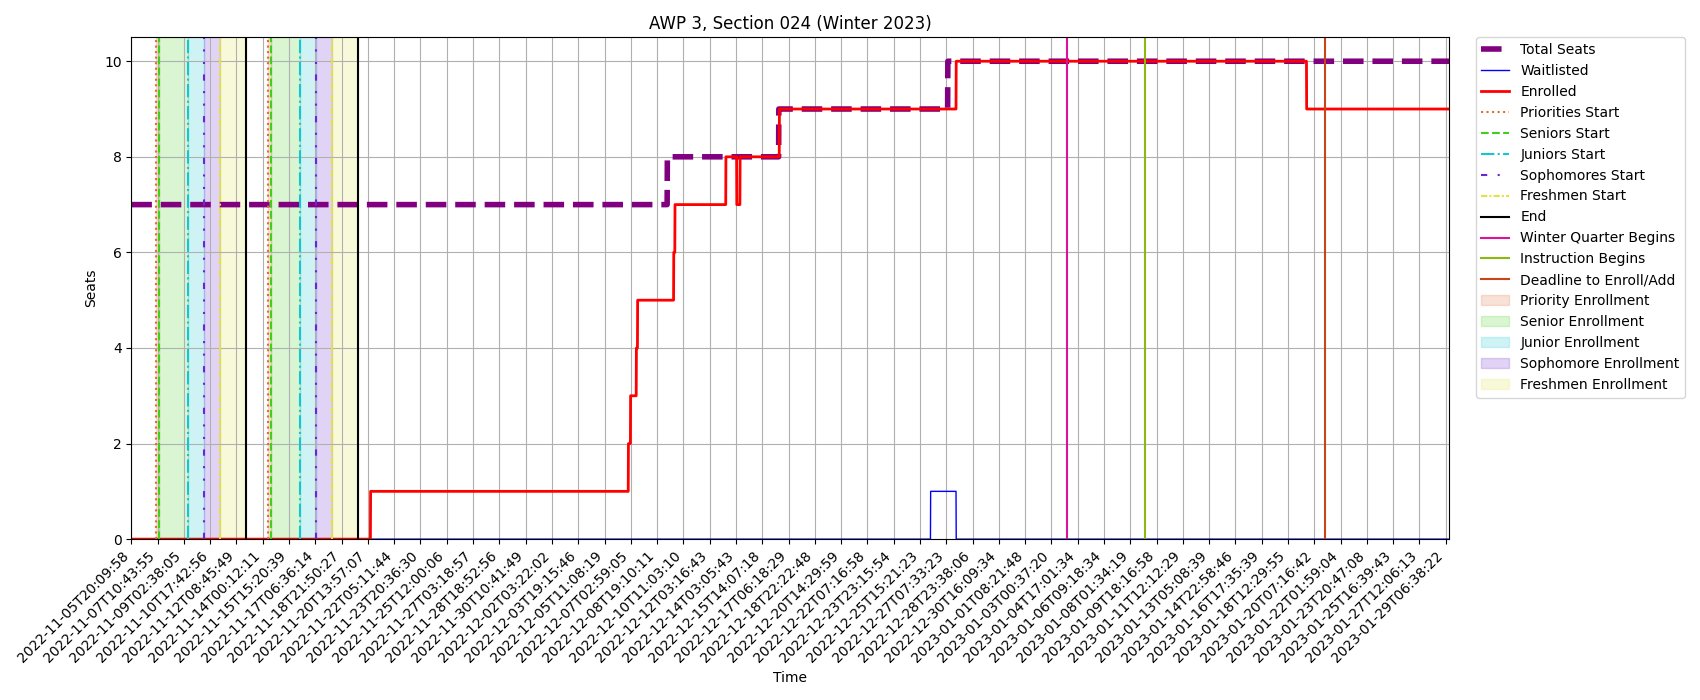 AWP 3, Section 024 (Winter 2023)
Seats
10
8
6
4
2
0
2022-11-05T20:09:58
2022-11-07T10:43:55
2022-11-09T02:38:05
2022-11-10T17:42:56
2022-11-12T08:45:49
2022-11-14T00:12:11
2022-11-15T15:20:39
2022-11-17T06:36:14
2022-11-18T21:50:27
2022-11-20T13:57:07
2022-11-22T05:11:44
2022-11-23T20:36:30
2022-11-25T12:00:06
2022-11-27T03:18:57
2022-11-28T18:52:56
2022-11-30T10:41:49
2022-12-02T03:22:02
2022-12-03T19:15:46
2022-12-05T11:08:19
2022-12-07T02:59:05
2022-12-08T19:10:11
2022-12-10T11:03:10
2022-12-12T03:16:43
2022-12-14T03:05:43
2022-12-15T14:07:18
2022-12-17T06:18:29
2022-12-18T22:22:48
2022-12-20T14:29:59
2022-12-22T07:16:58
2022-12-23T23:15:54
2022-12-25T15:21:23
2022-12-27T07:33:23
2022-12-28T23:38:06
2022-12-30T16:09:34
2023-01-01T08:21:48
2023-01-03T00:37:20
2023-01-04T17:01:34
2023-01-06T09:18:34
2023-01-08T01:34:19
2023-01-09T18:16:58
2023-01-11T12:12:29
2023-01-13T05:08:39
2023-01-14T22:58:46
2023-01-16T17:35:39
2023-01-18T12:29:55
2023-01-20T07:16:42
2023-01-22T01:59:04
2023-01-23T20:47:08
2023-01-25T16:39:43
2023-01-27T12:06:13
2023-01-29T06:38:22
Time
Total Seats
Waitlisted
Enrolled
Priorities Start
Seniors Start
Juniors Start
Sophomores Start
Freshmen Start
End
Winter Quarter Begins
Instruction Begins
Deadline to Enroll/Add
Priority Enrollment
Senior Enrollment
Junior Enrollment
Sophomore Enrollment
Freshmen Enrollment